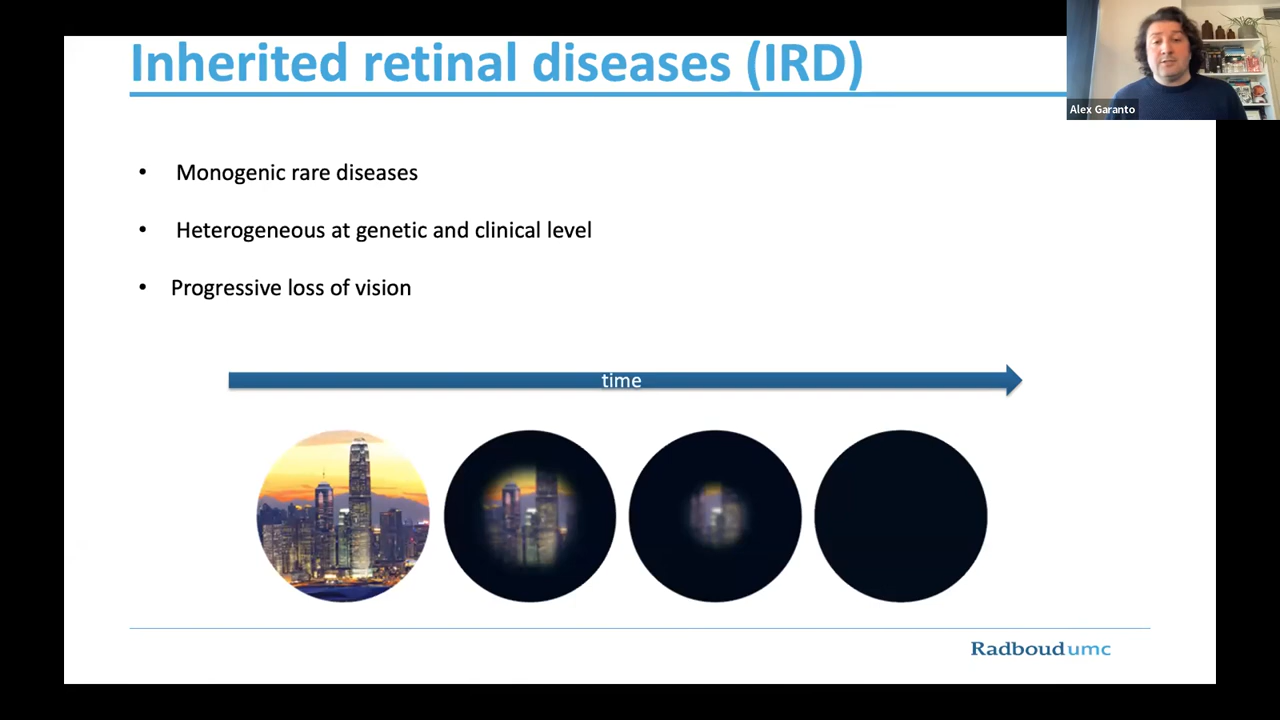 Inherited retinal diseases (IRD)
Alex Garanto
• Monogenic rare diseases
• Heterogeneous at genetic and clinical level
• Progressive loss of vision
time
Radboudumc